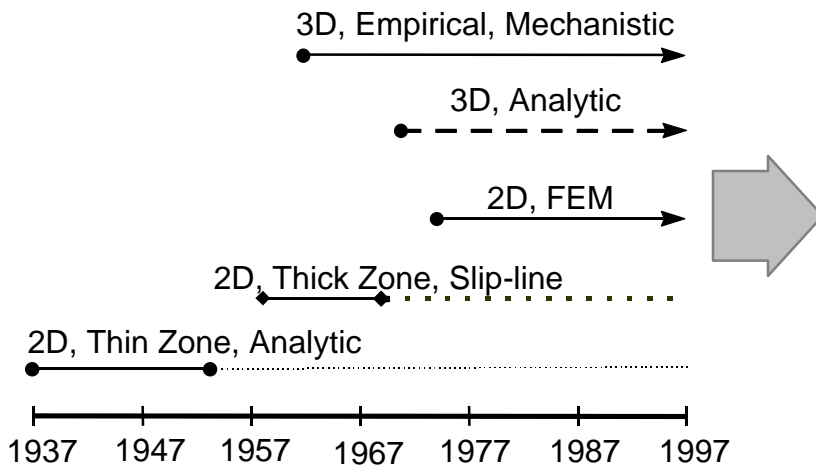 3D, Empirical, Mechanistic
3D, Analytic
2D, FEM
2D, Thick Zone, Slip-line
2D, Thin Zone, Analytic
1937 1947 1957 1967 1977 1987 1997